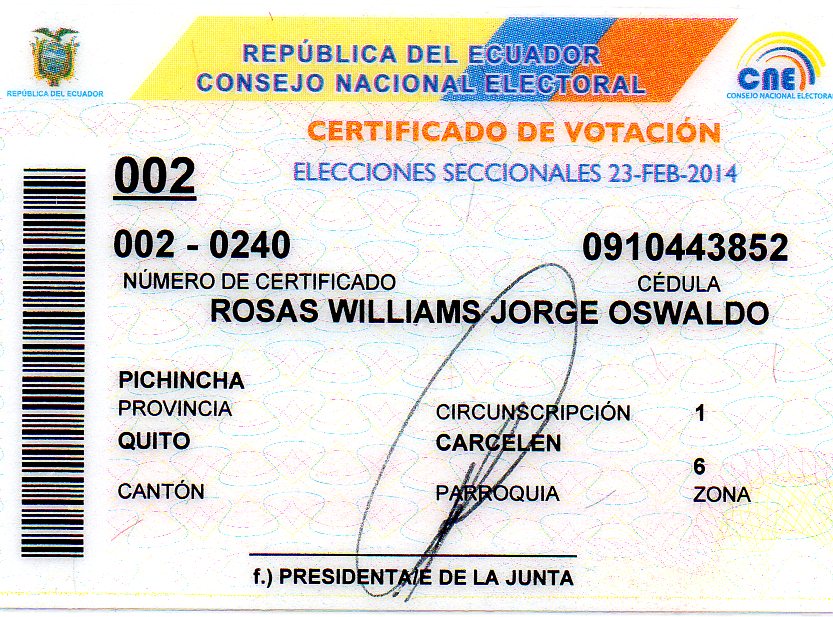 REPÚBLICA DEL ECUADOR
CONSEJO NACIONAL ELECTORAL
REPÚBLICA DEL ECUADOR
CNE
CONSEJO NACIONAL ELECTORAL
CERTIFICADO DE VOTACIÓN
002
ELECCIONES SECCIONALES 23-FEB-2014
002 - 0240
0910443852
NÚMERO DE CERTIFICADO
CÉDULA
ROSAS WILLIAMS JORGE OSWALDO
PICHINCHA
PROVINCIA
CIRCUNSCRIPCIÓN 1
QUITO
CARCELEN
6
CANTÓN
PARROQUIA
ZONA
f.) PRESIDENTA/E DE LA JUNTA